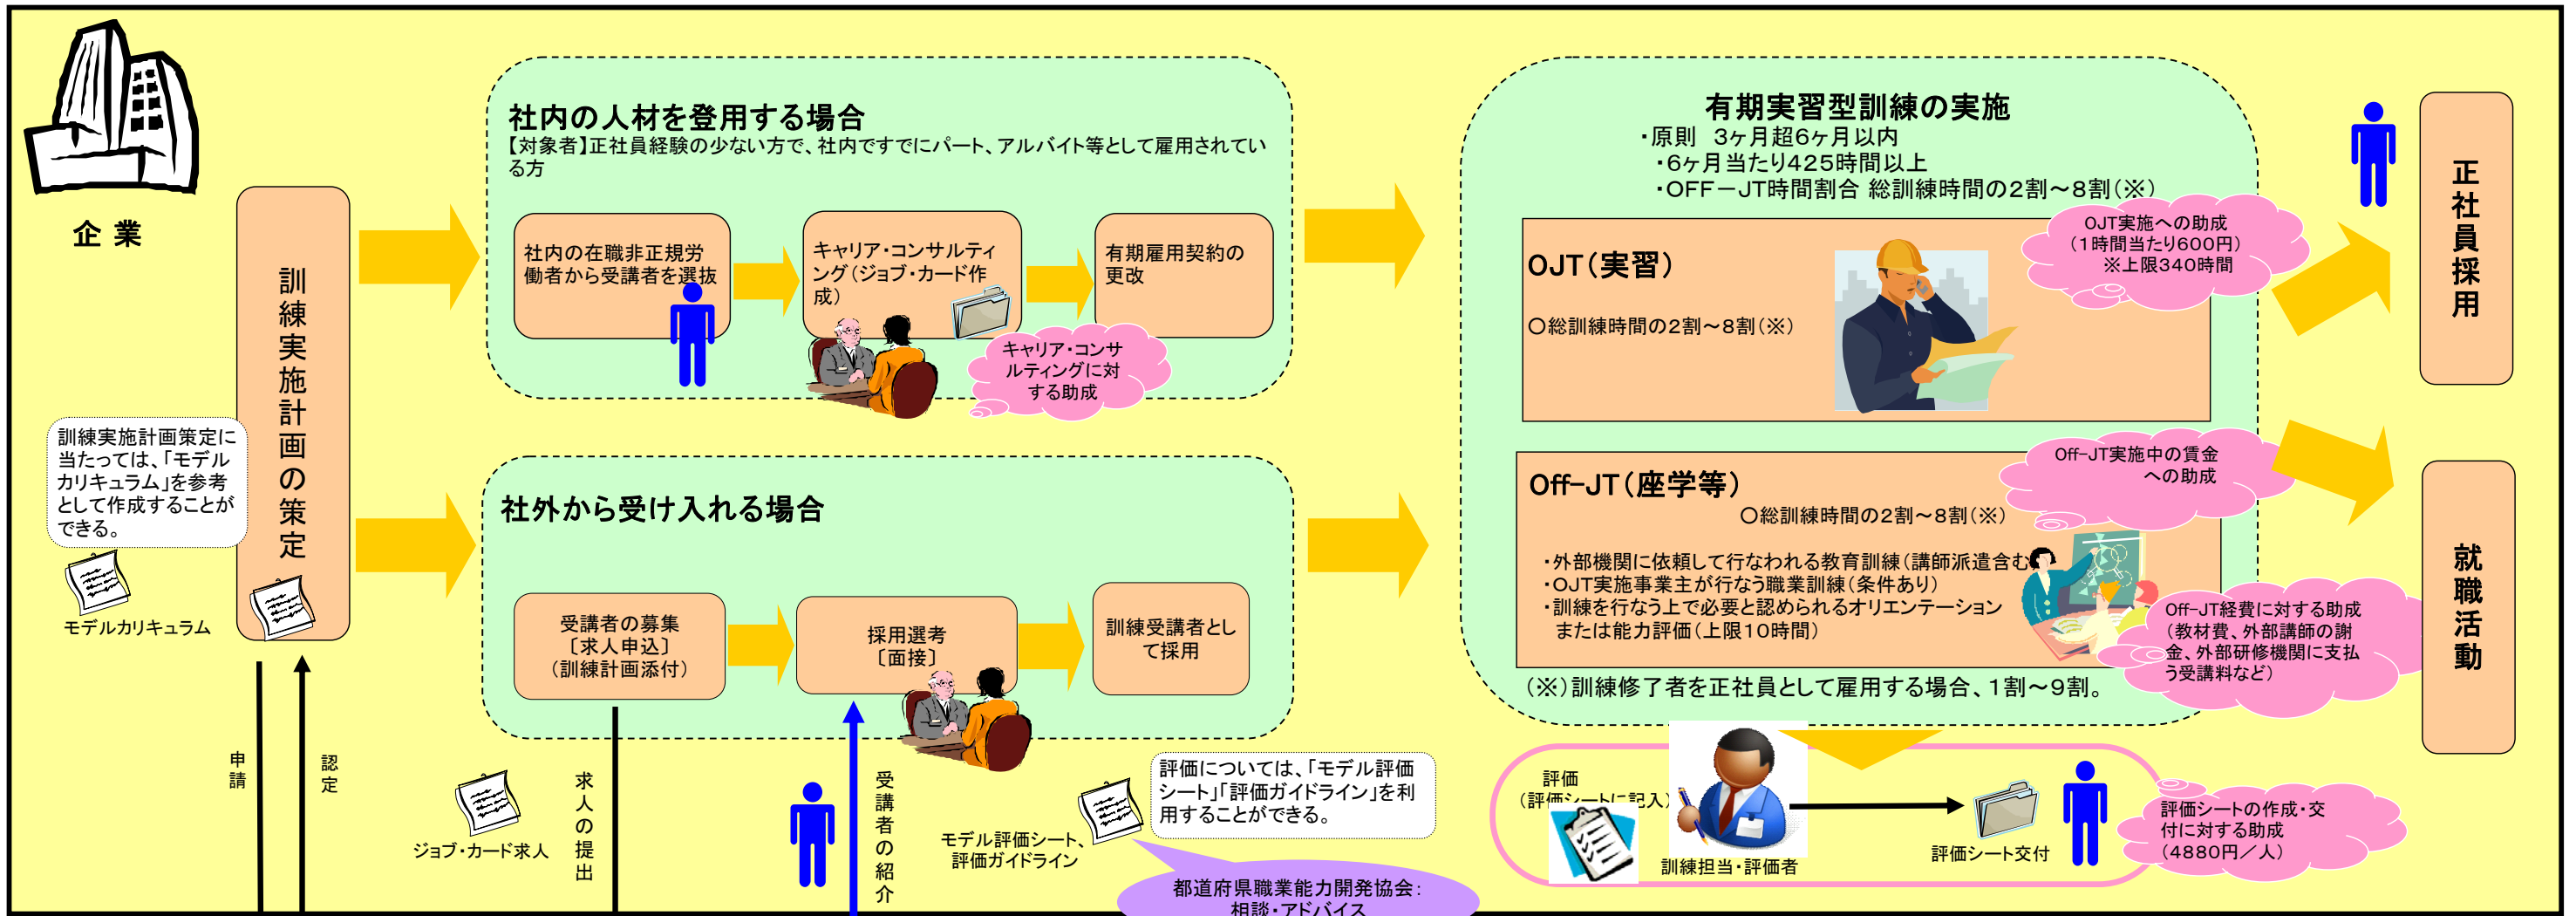 企 業
訓練実施計画の策定
訓練実施計画策定に
当たっては、「モデル
カリキュラム」を参考
として作成することが
できる。
モデルカリキュラム
申請
認定
社内の人材を登用する場合
【対象者】正社員経験の少ない方で、社内ですでにパート、アルバイト等として雇用されてい
る方
社内の在職非正規労
働者から受講者を選抜
キャリア・コンサルティ
ング(ジョブ・カード作
成)
有期雇用契約の
更改
キャリア・コンサ
ルティングに対
する助成
社外から受け入れる場合
受講者の募集
〔求人申込〕
(訓練計画添付)
採用選考
〔面接〕
訓練受講者とし
て採用
ジョブ・カード求人
求人の提出
受講者の紹介
モデル評価シート、
評価ガイドライン
評価については、「モデル評価
シート」「評価ガイドライン」を利
用することができる。
都道府県職業能力開発協会:
相談・アドバイス
有期実習型訓練の実施
・原則 3ヶ月超6ヶ月以内
・6ヶ月当たり425時間以上
・OFF-JT時間割合 総訓練時間の2割~8割(※)
OJT(実習)
○総訓練時間の2割~8割(※)
OJT実施への助成
(1時間当たり600円)
※上限340時間
Off-JT(座学等)
○総訓練時間の2割~8割(※)
・外部機関に依頼して行なわれる教育訓練(講師派遣含む
・OJT実施事業主が行なう職業訓練(条件あり)
・訓練を行なう上で必要と認められるオリエンテーション
または能力評価(上限10時間)
Off-JT実施中の賃金
への助成
Off-JT経費に対する助成
(教材費、外部講師の謝
金、外部研修機関に支払
う受講料など)
(※)訓練修了者を正社員として雇用する場合、1割~9割。
評価
(評価シートに記入)
訓練担当・評価者
評価シート交付
評価シートの作成・交
付に対する助成
(4880円/人)
正社員採用
就職活動